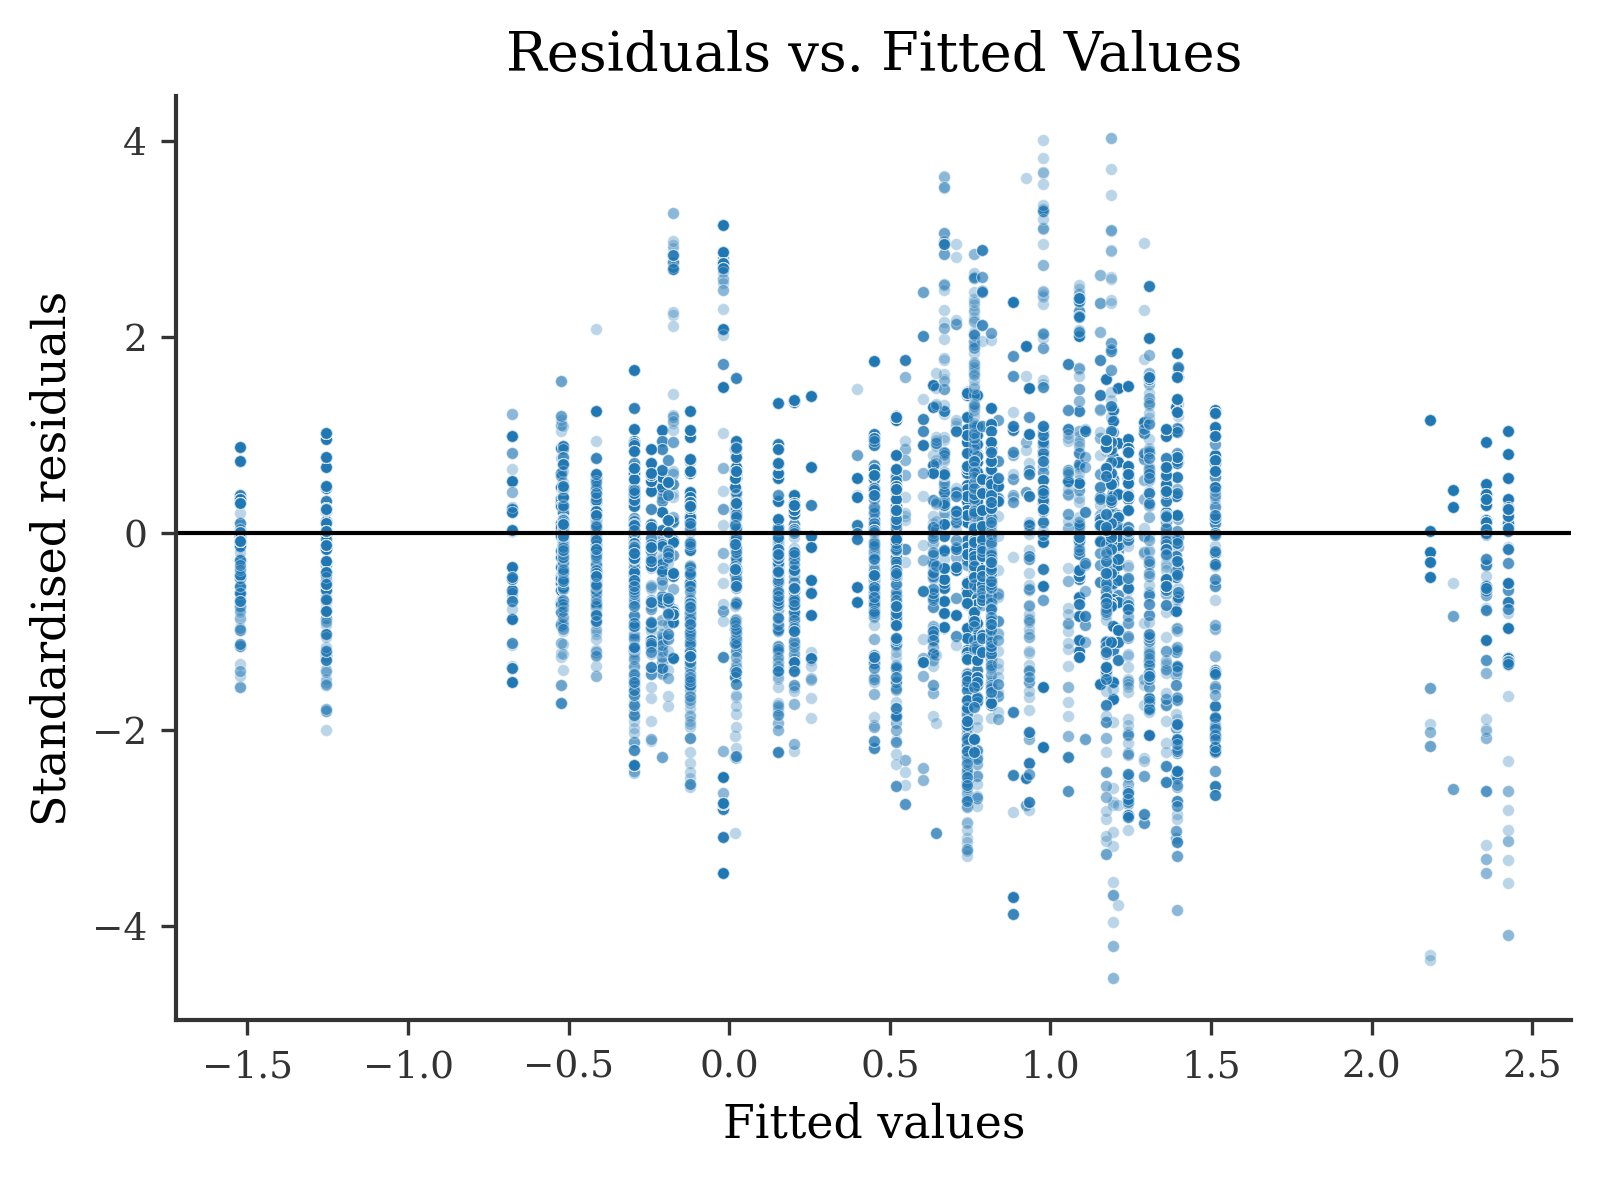 Residuals vs. Fitted Values
Standardised residuals
4
2
0
−2
−4
−1.5 −1.0 −0.5 0.0 0.5 1.0 1.5 2.0 2.5
Fitted values